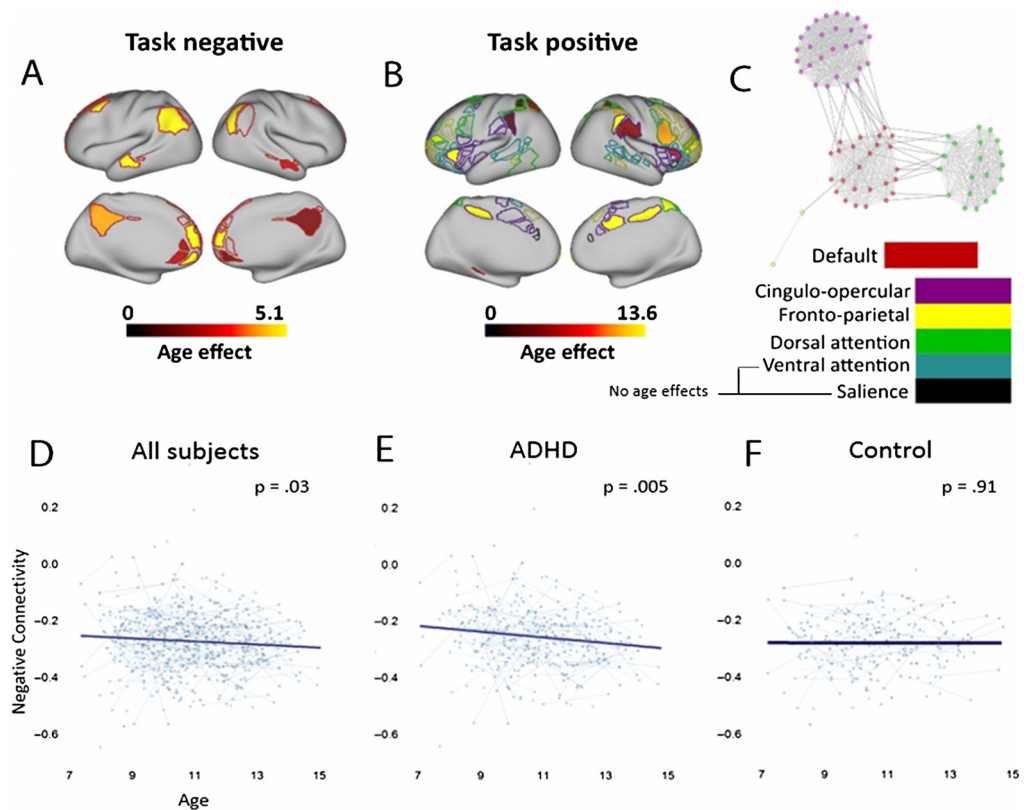 Task negative
Task positive
A
B
C
0 5.1
Age effect
0 13.6
Age effect
Default
Cingulo-opercular
Fronto-parietal
Dorsal attention
Ventral attention
No age effects
Salience
D All subjects
p = .03
E ADHD
p = .005
F Control
p = .91
Negative Connectivity
0.2
0.0
−0.2
−0.4
−0.6
7 9 11 13 15
Age
0.2
0.0
−0.2
−0.4
−0.6
7 9 11 13 15
0.2
0.0
−0.2
−0.4
−0.6
7 9 11 13 15